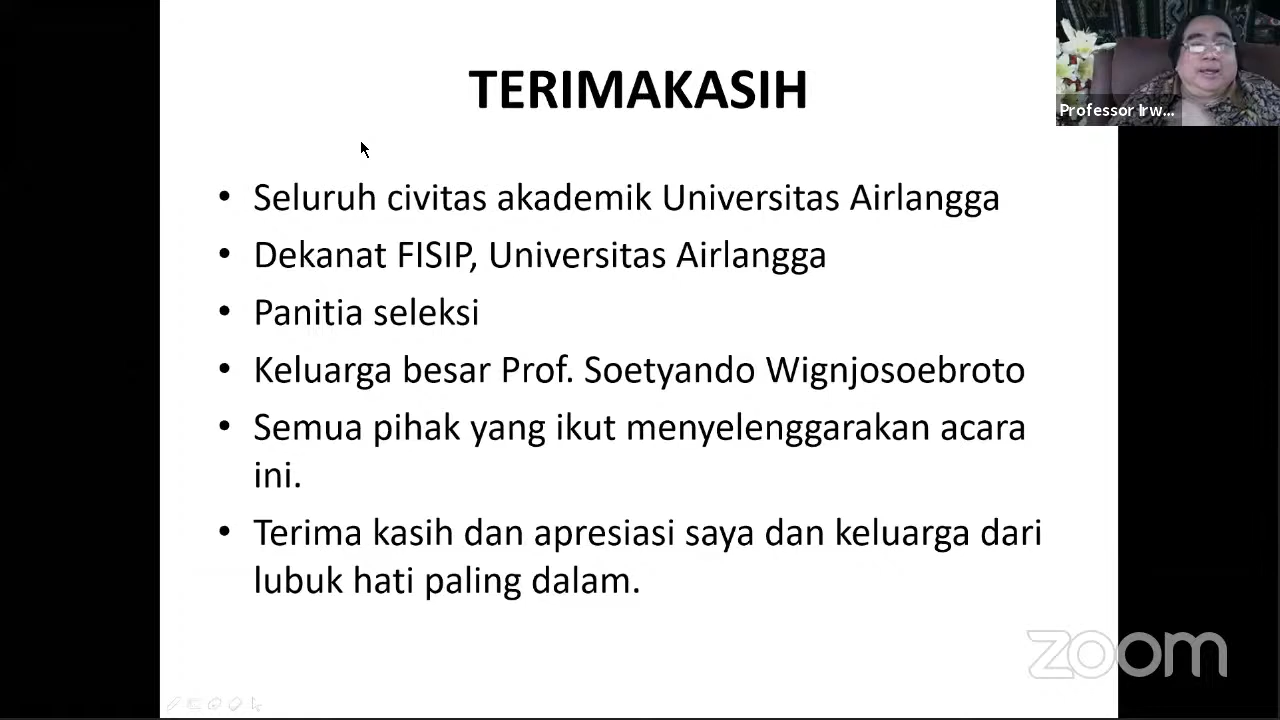 TERIMAKASIH
Professor Irw...
• Seluruh civitas akademik Universitas Airlangga
• Dekanat FISIP, Universitas Airlangga
• Panitia seleksi
• Keluarga besar Prof. Soetyando Wignjosoebroto
• Semua pihak yang ikut menyelenggarakan acara
ini.
• Terima kasih dan apresiasi saya dan keluarga dari
lubuk hati paling dalam.
zoom